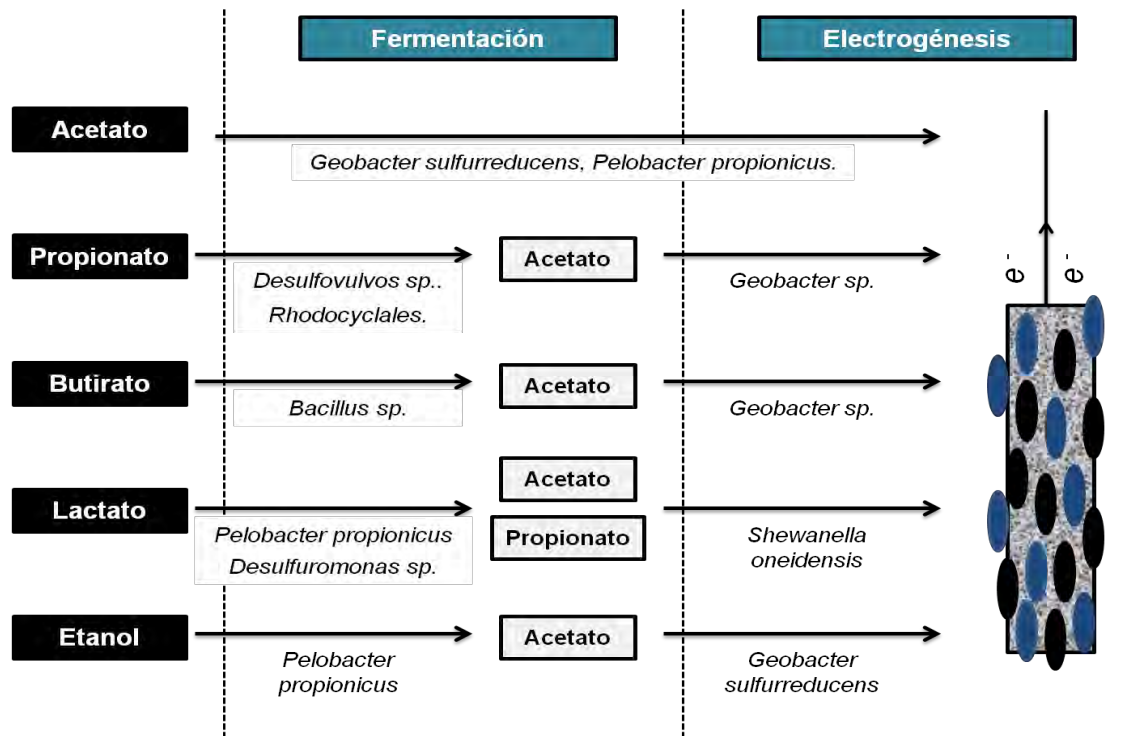 Fermentación
Electrogénesis
Acetato
Geobacter sulfurreducens, Pelobacter propionicus.
Propionato
Desulfovulvos sp..
Rhodocyclales.
Acetato
Geobacter sp.
e-
e-
Butirato
Bacillus sp.
Acetato
Geobacter sp.
Lactato
Pelobacter propionicus
Desulfuromonas sp.
Acetato
Propionato
Shewanella
oneidensis
Etanol
Pelobacter
propionicus
Acetato
Geobacter
sulfurreducens